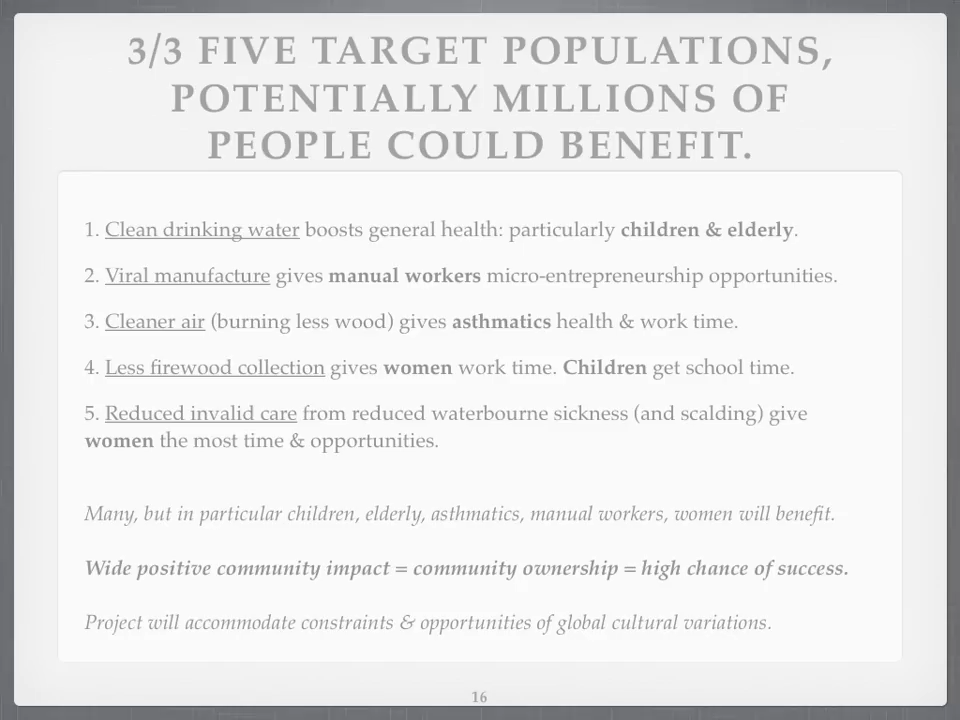 3/3 FIVE TARGET POPULATIONS,
POTENTIALLY MILLIONS OF
PEOPLE COULD BENEFIT.
1. Clean drinking water boosts general health: particularly children & elderly.
2. Viral manufacture gives manual workers micro-entrepreneurship opportunities.
3. Cleaner air (burning less wood) gives asthmatics health & work time.
4. Less firewood collection gives women work time. Children get school time.
5. Reduced invalid care from reduced waterbourne sickness (and scalding) give
women the most time & opportunities.
Many, but in particular children, elderly, asthmatics, manual workers, women will benefit.
Wide positive community impact = community ownership = high chance of success.
Project will accommodate constraints & opportunities of global cultural variations.
16